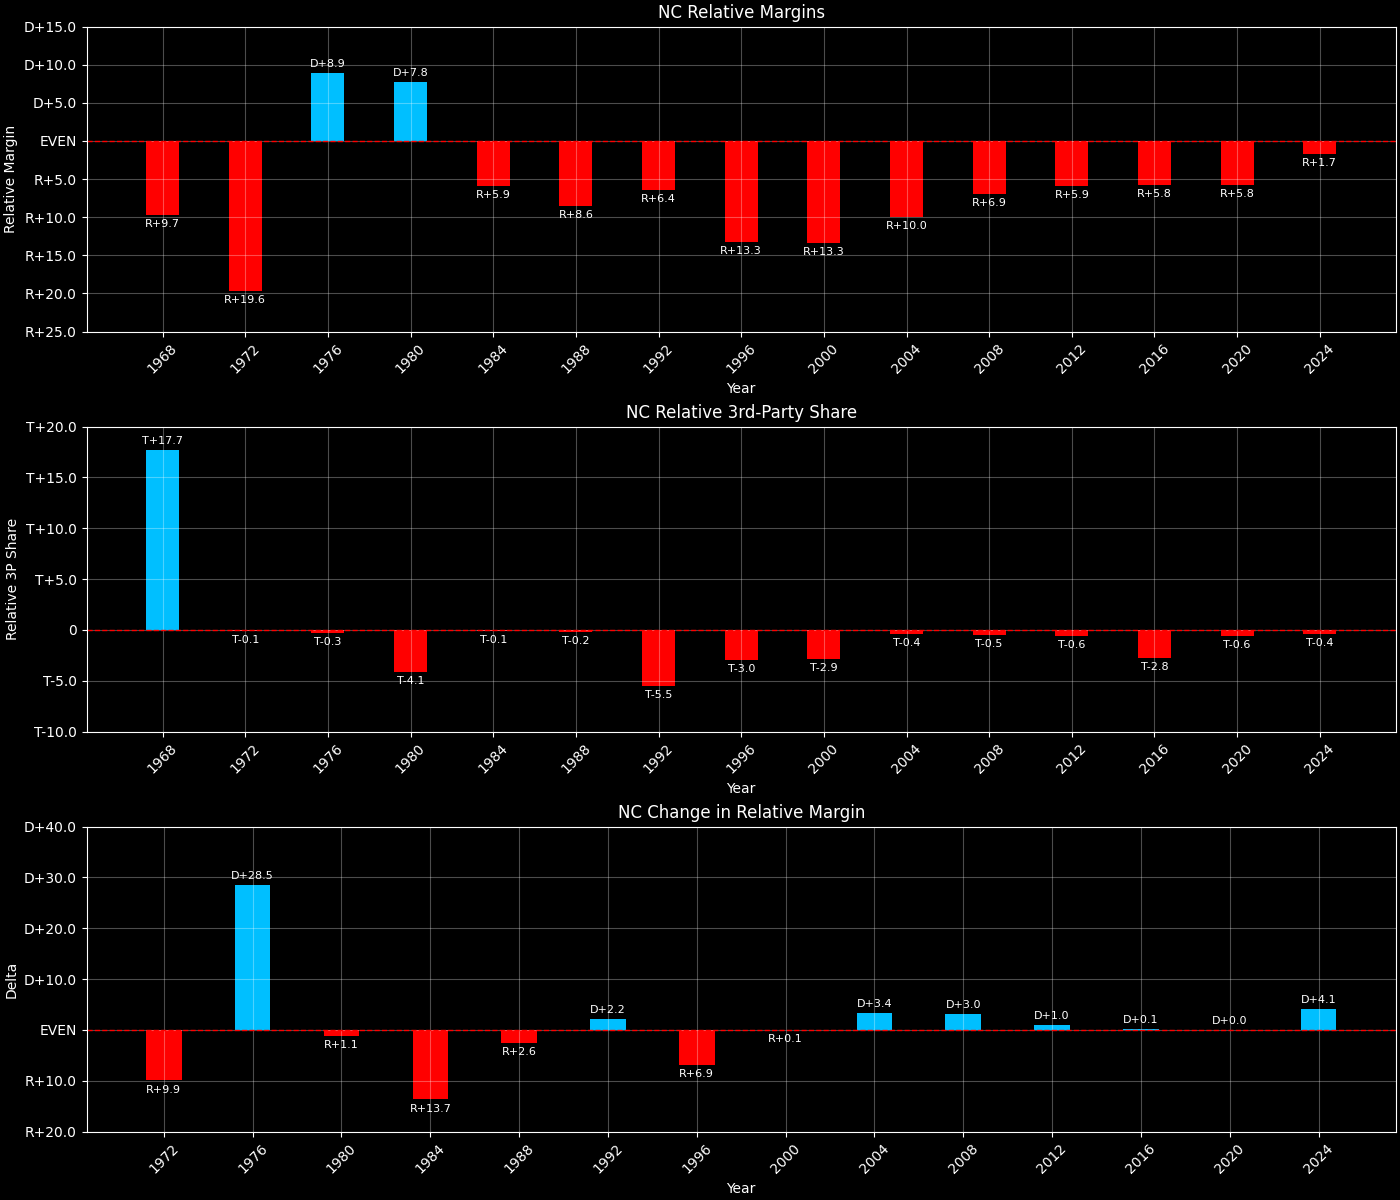 NC Relative Margins
D+15.0
D+10.0
D+5.0
EVEN
R+5.0
R+10.0
R+15.0
R+20.0
R+25.0
Relative Margin
R+9.7
R+19.6
D+8.9
D+7.8
R+5.9
R+8.6
R+6.4
R+13.3
R+13.3
R+10.0
R+6.9
R+5.9
R+5.8
R+5.8
R+1.7
1968
1972
1976
1980
1984
1988
1992
1996
2000
2004
2008
2012
2016
2020
2024
Year
NC Relative 3rd-Party Share
T+20.0
T+15.0
T+10.0
T+5.0
0
T-5.0
T-10.0
Relative 3P Share
T+17.7
T-0.1
T-0.3
T-4.1
T-0.1
T-0.2
T-5.5
T-3.0
T-2.9
T-0.4
T-0.5
T-0.6
T-2.8
T-0.6
T-0.4
1968
1972
1976
1980
1984
1988
1992
1996
2000
2004
2008
2012
2016
2020
2024
Year
NC Change in Relative Margin
D+40.0
D+30.0
D+20.0
D+10.0
EVEN
R+10.0
R+20.0
Delta
R+9.9
D+28.5
R+1.1
R+13.7
R+2.6
D+2.2
R+6.9
R+0.1
D+3.4
D+3.0
D+1.0
D+0.1
D+0.0
D+4.1
1972
1976
1980
1984
1988
1992
1996
2000
2004
2008
2012
2016
2020
2024
Year